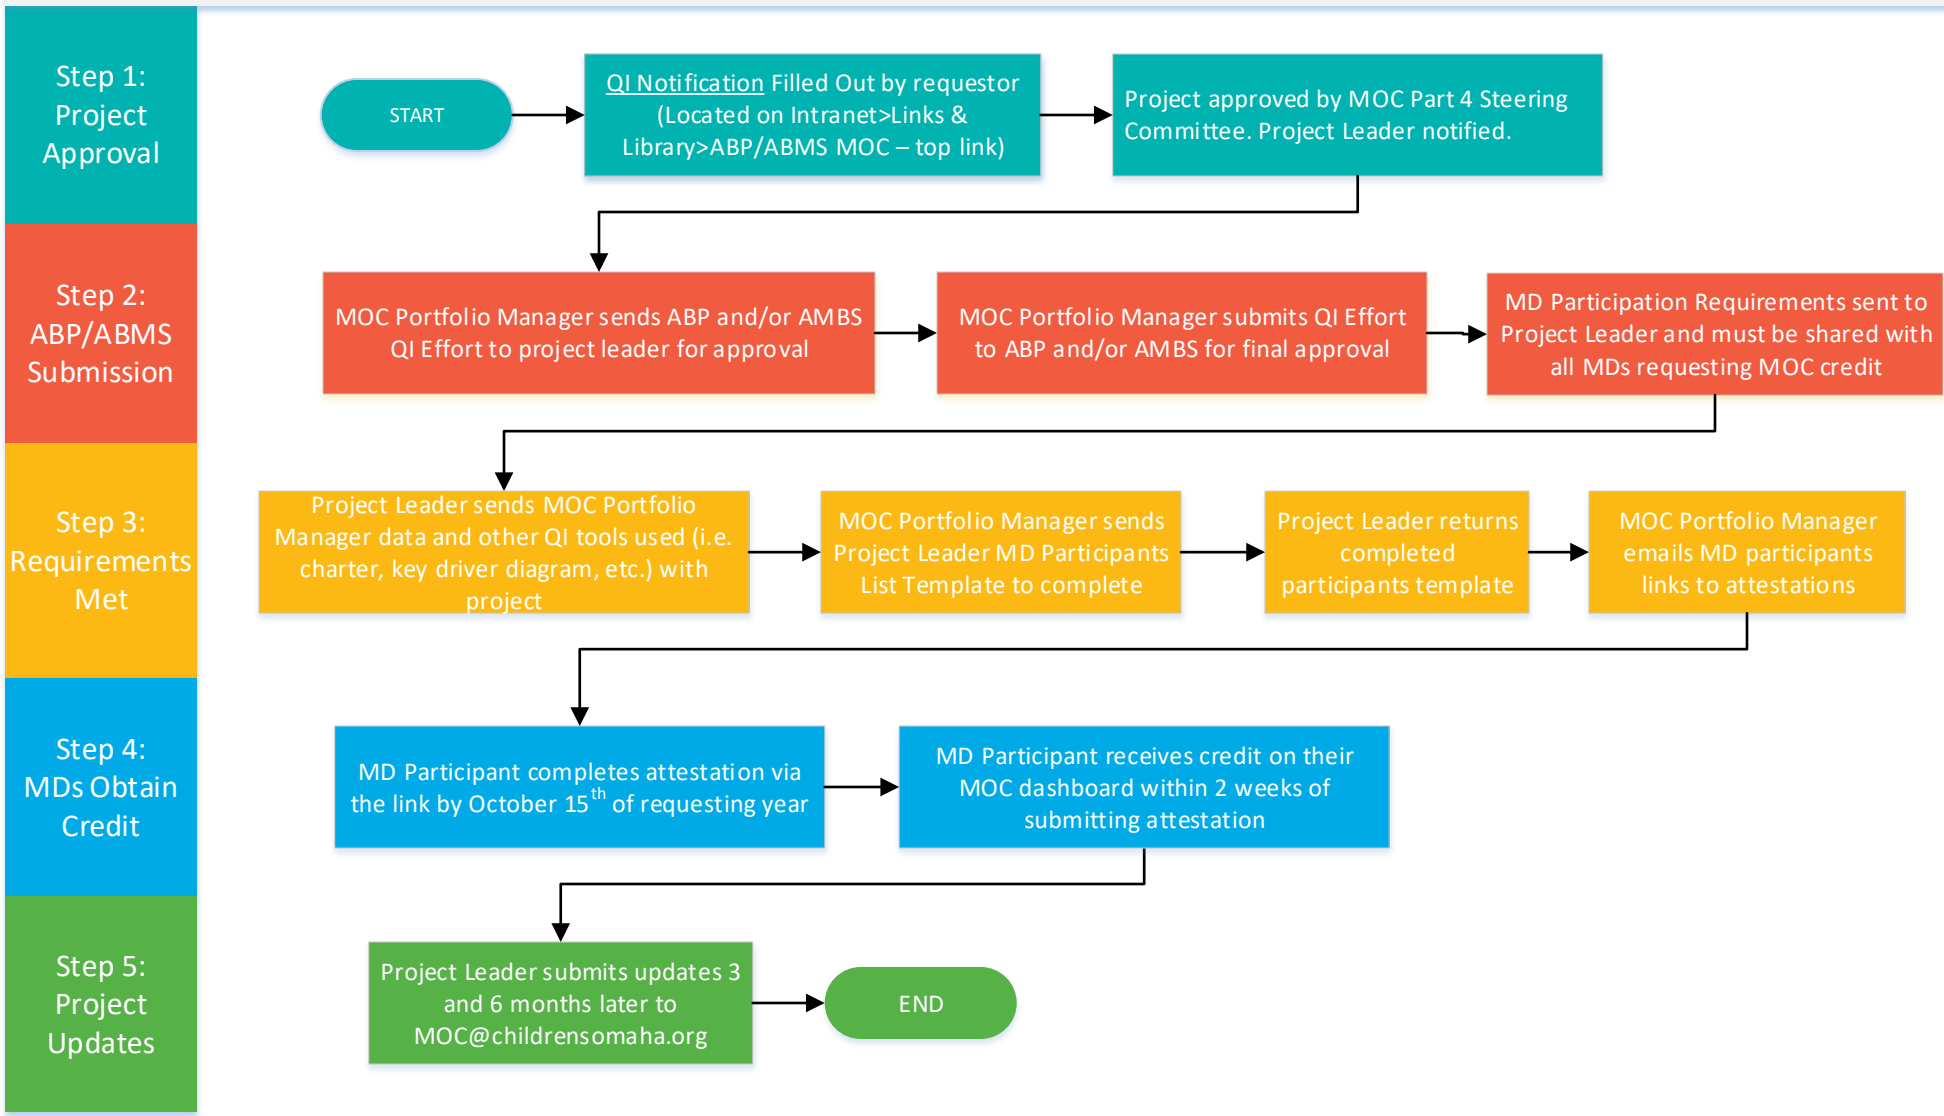 Step 1:
Project
Approval
START
QI Notification Filled Out by requestor
(Located on Intranet>Links &
Library>ABP/ABMS MOC – top link)
Project approved by MOC Part 4 Steering
Committee. Project Leader notified.
Step 2:
ABP/ABMS
Submission
MOC Portfolio Manager sends ABP and/or AMBS
QI Effort to project leader for approval
MOC Portfolio Manager submits QI Effort
to ABP and/or AMBS for final approval
MD Participation Requirements sent to
Project Leader and must be shared with
all MDs requesting MOC credit
Step 3:
Requirements
Met
Project Leader sends MOC Portfolio
Manager data and other QI tools used (i.e.
charter, key driver diagram, etc.) with
project
MOC Portfolio Manager sends
Project Leader MD Participants
List Template to complete
Project Leader returns
completed
participants template
MOC Portfolio Manager
emails MD participants
links to attestations
Step 4:
MDs Obtain
Credit
MD Participant completes attestation via
the link by October 15th of requesting year
MD Participant receives credit on their
MOC dashboard within 2 weeks of
submitting attestation
Step 5:
Project
Updates
Project Leader submits updates 3
and 6 months later to
MOC@childrensomaha.org
END